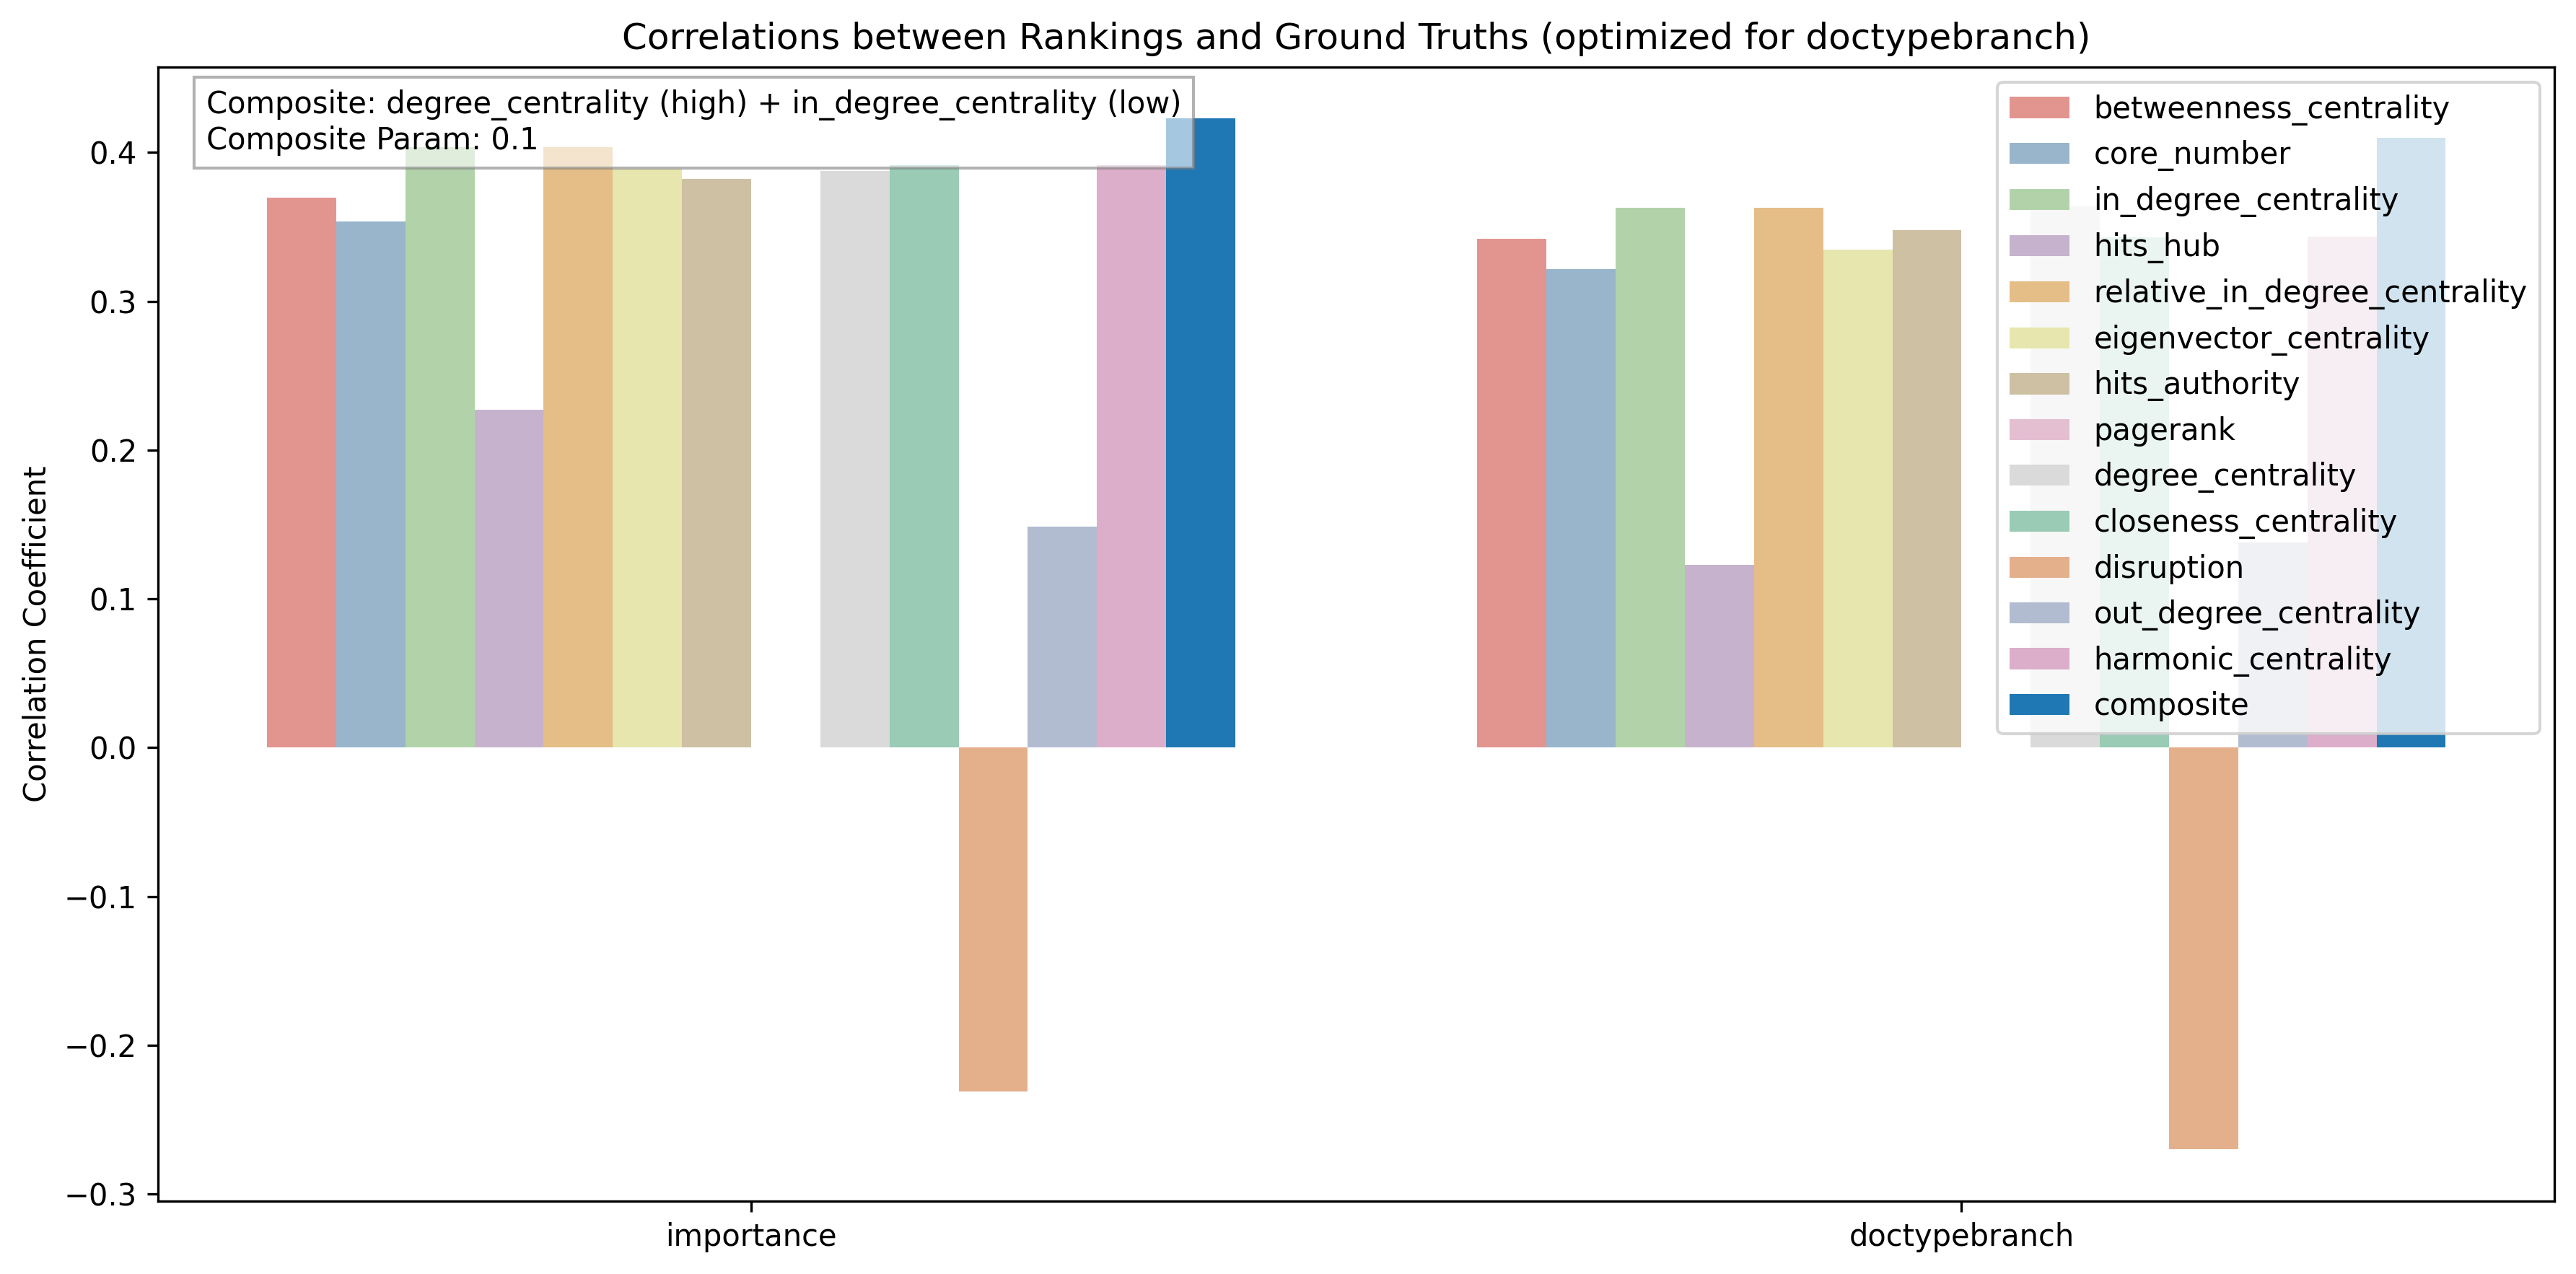 Correlations between Rankings and Ground Truths (optimized for doctypebranch)
Composite: degree_centrality (high) + in_degree_centrality (low)
Composite Param: 0.1
betweenness_centrality
core_number
in_degree_centrality
hits_hub
relative_in_degree_centrality
eigenvector_centrality
hits_authority
pagerank
degree_centrality
closeness_centrality
disruption
out_degree_centrality
harmonic_centrality
composite
Correlation Coefficient
0.4
0.3
0.2
0.1
0.0
−0.1
−0.2
−0.3
importance
doctypebranch